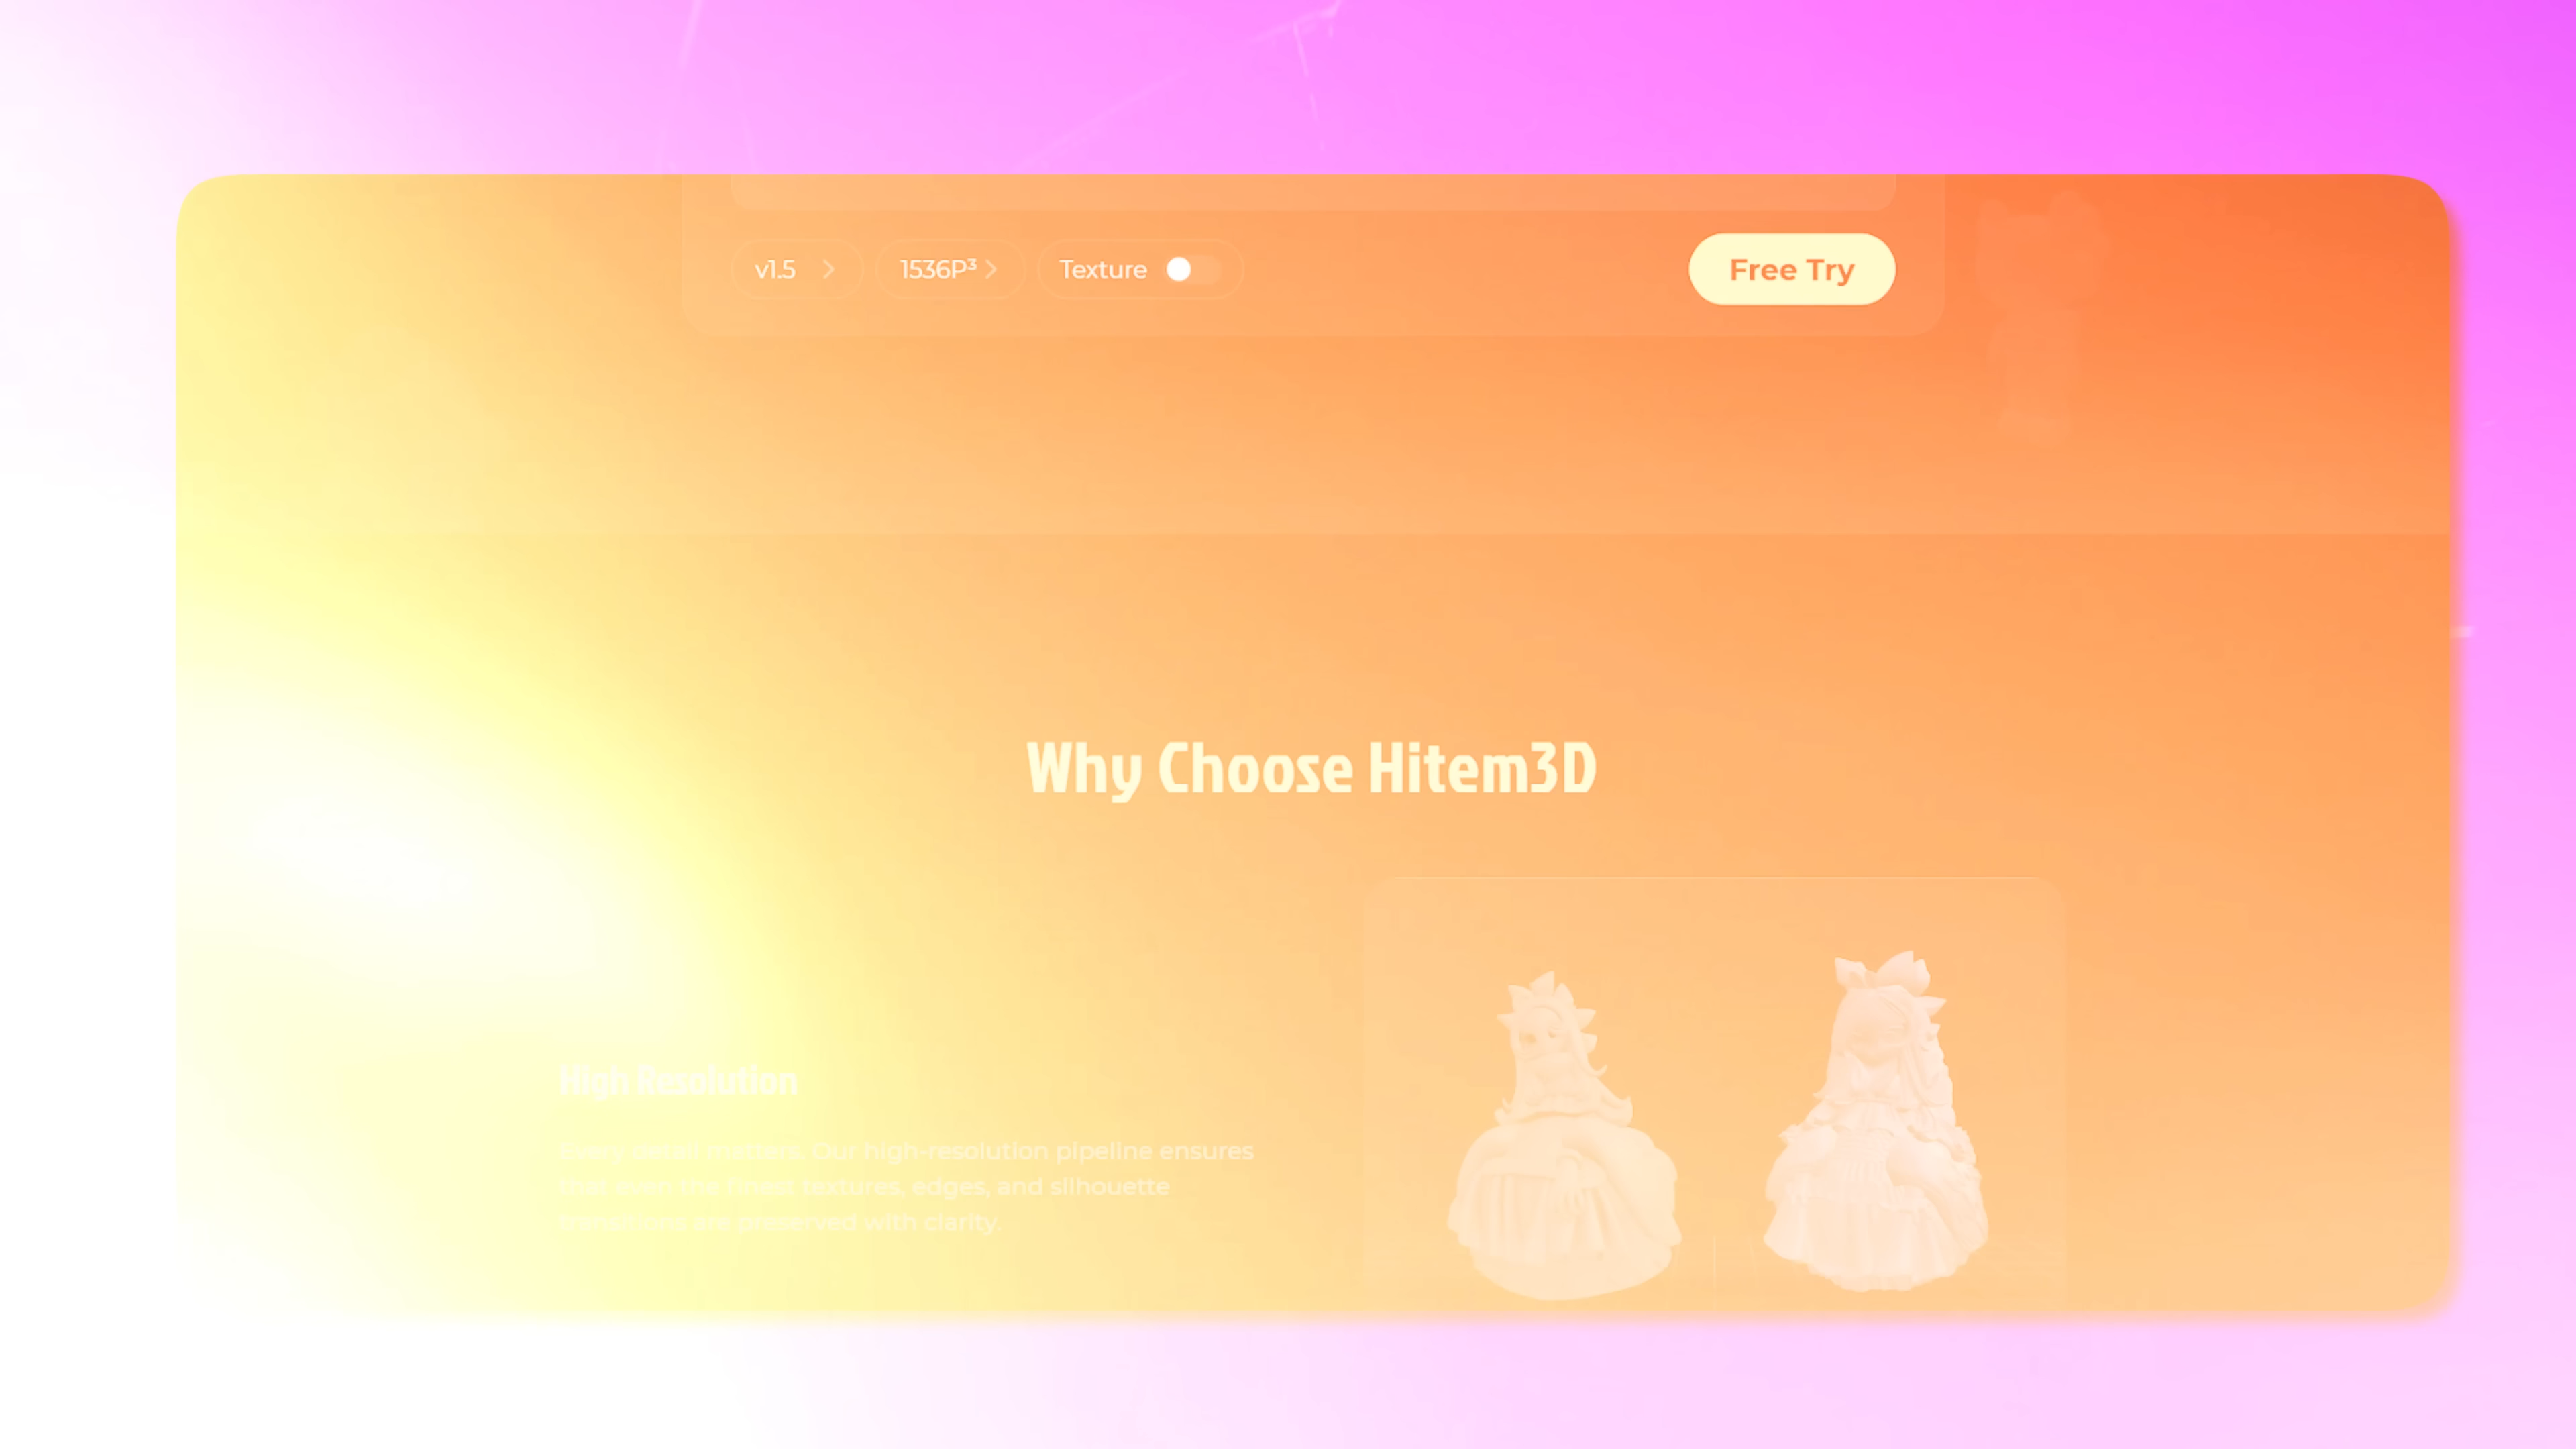 v1.5
1536P³
Texture
Free Try
Why Choose Hitem3D
High Resolution
Every detail matters. Our high-resolution pipeline ensures
that even the finest textures, edges, and silhouette
transitions are preserved with clarity.